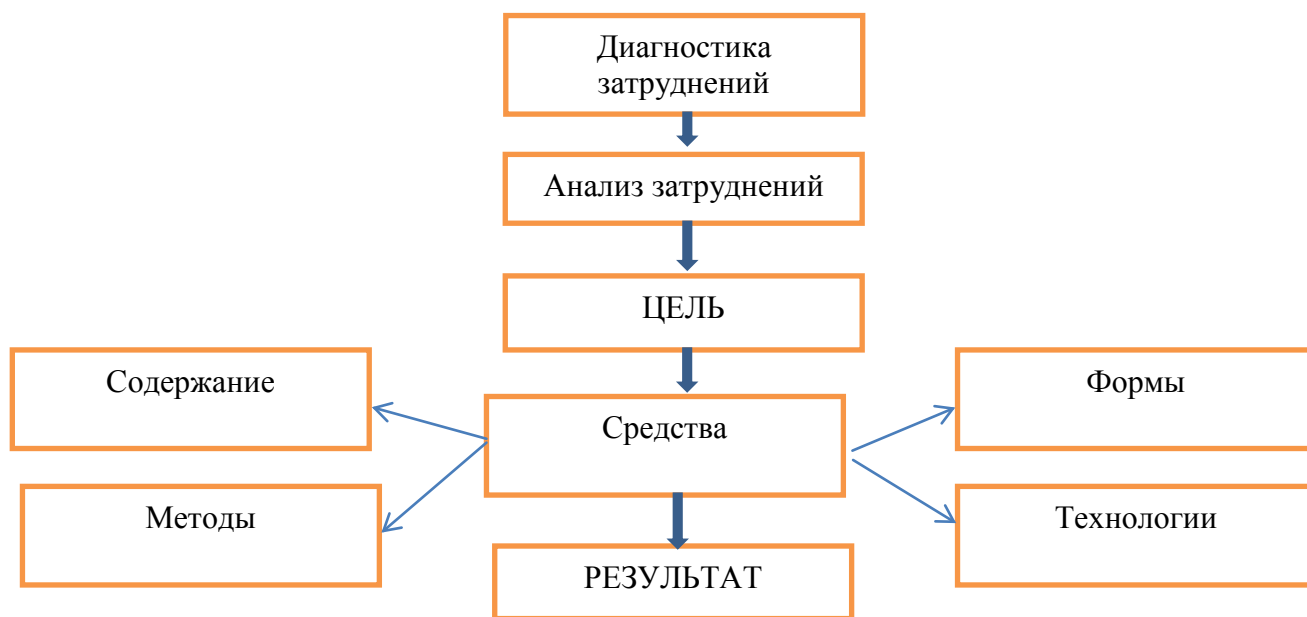 Диагностика
затруднений
Анализ затруднений
ЦЕЛЬ
Содержание
Формы
Средства
Методы
Технологии
РЕЗУЛЬТАТ